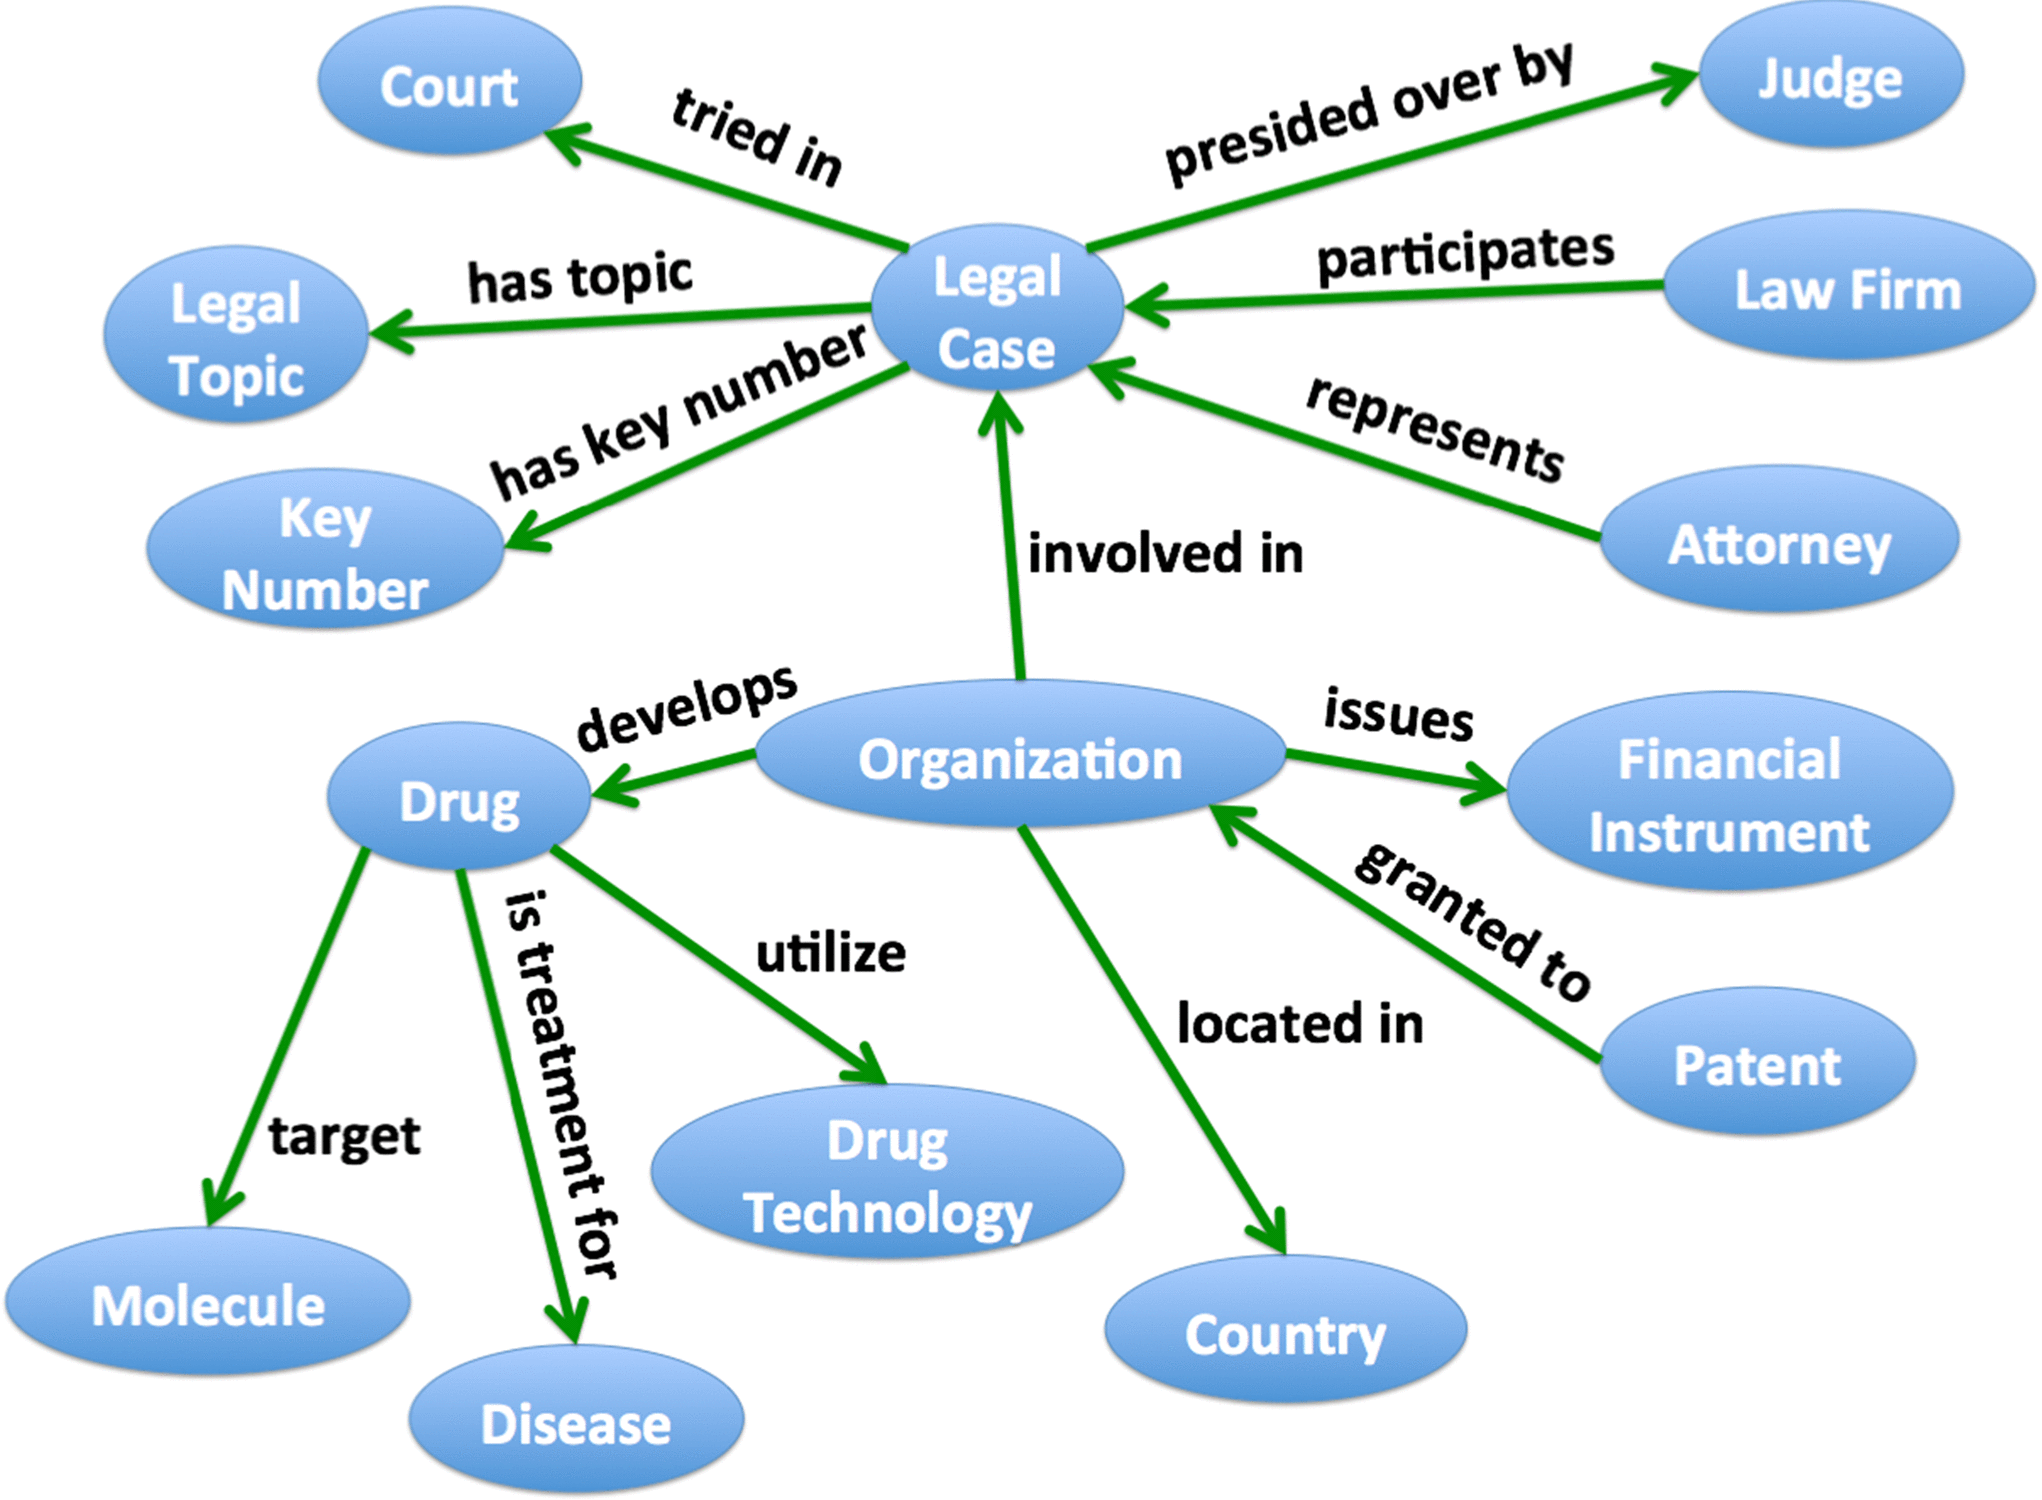 Court
tried in
presided over by
Judge
Legal
Topic
has topic
Legal
Case
participates
Law Firm
Key
Number
has key number
represents
Attorney
involved in
develops
Organization
issues
Financial
Instrument
Drug
granted to
Patent
is treatment for
utilize
located in
target
Drug
Technology
Molecule
Country
Disease